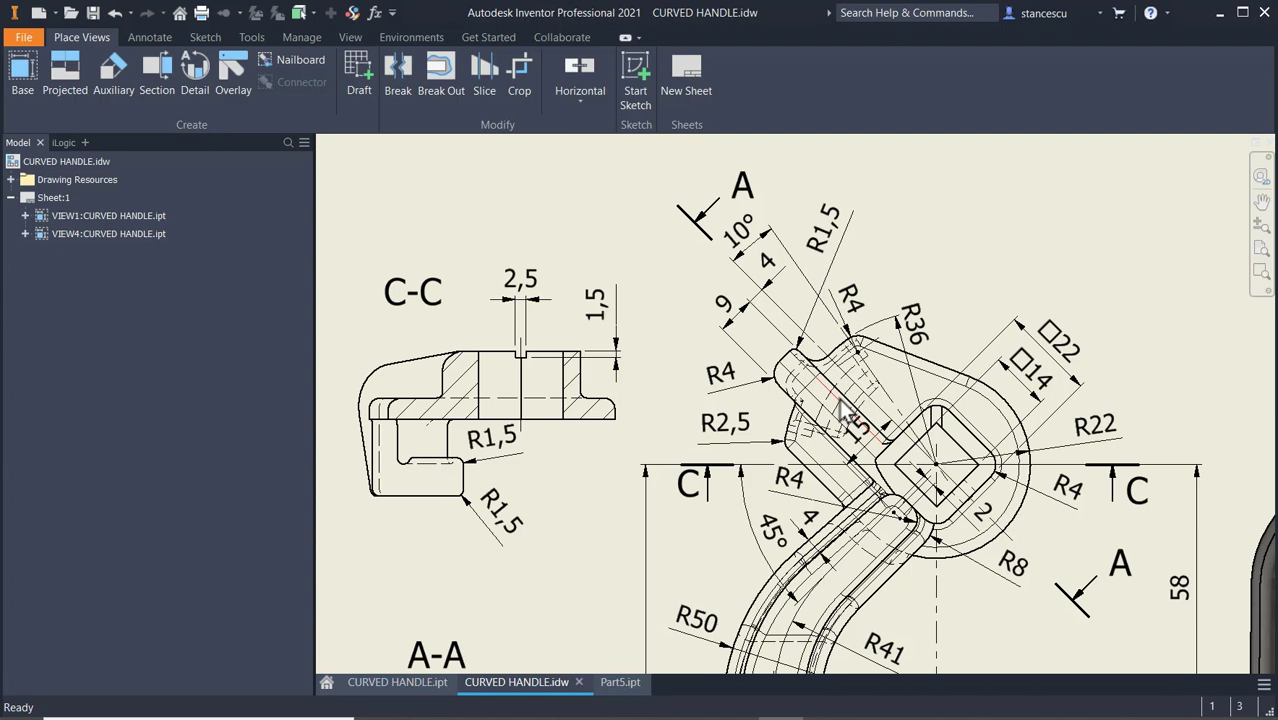 Autodesk Inventor Professional 2021 CURVED HANDLE.idw
Search Help & Commands...
stancescu
File
Place Views
Annotate
Sketch
Tools
Manage
View
Environments
Get Started
Collaborate
Base
Projected
Auxiliary
Section
Detail
Overlay
Nailboard
Connector
Draft
Break
Break Out
Slice
Crop
Horizontal
Start
Sketch
New Sheet
Create
Modify
Sketch
Sheets
Model
iLogic
CURVED HANDLE.idw
Drawing Resources
Sheet:1
VIEW1:CURVED HANDLE.ipt
VIEW4:CURVED HANDLE.ipt
C-C
2,5
1,5
R1,5
R1,5
A-A
A
10°
4
9
R1,5
R4
R36
□22
□14
R4
R2,5
15
R22
C
R4
C
R4
2
45°
4
R8
A
58
R50
R41
CURVED HANDLE.ipt
CURVED HANDLE.idw
Part5.ipt
Ready
1
3